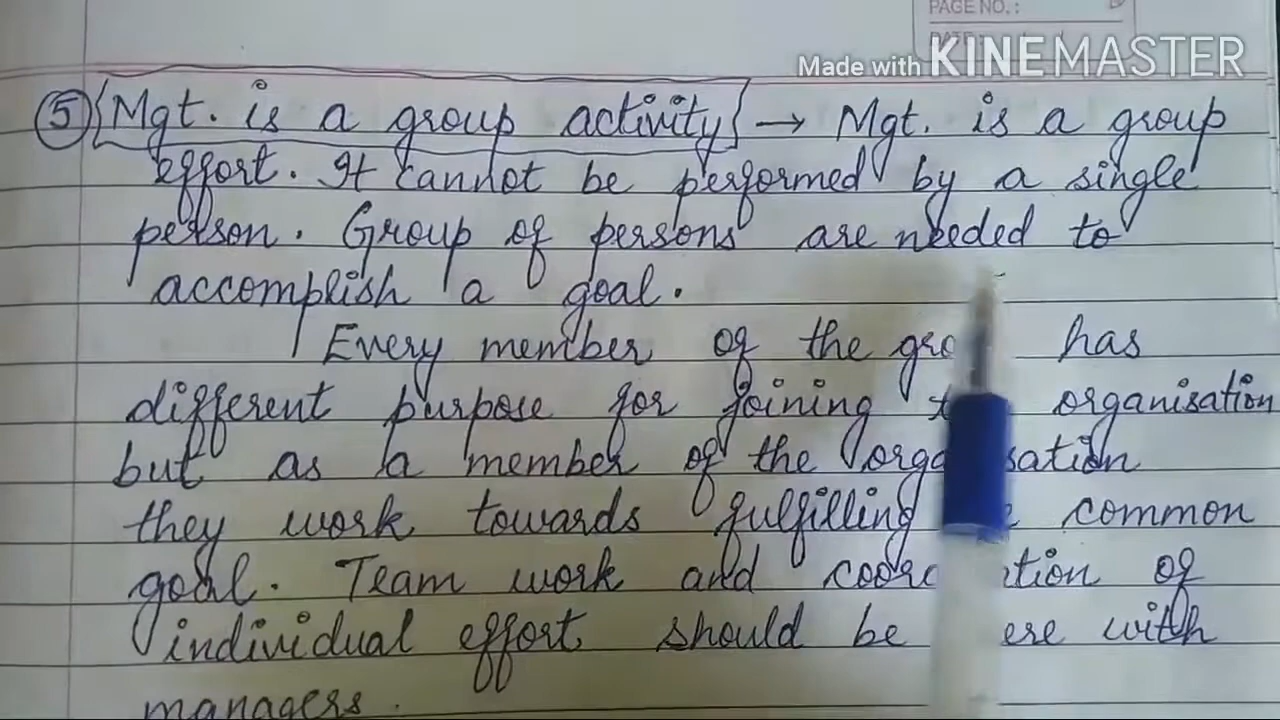 PAGE NO. :
Made with KINEMASTER
⑤ Mgt. is a group activity → Mgt. is a group
effort. It cannot be performed by a single
person. Group of persons are needed to
accomplish a goal.
Every member of the has
different purpose for joining organisation
but as a member of the
they work towards fulfilling common
goal. Team work and of
individual effort should be with
managers.